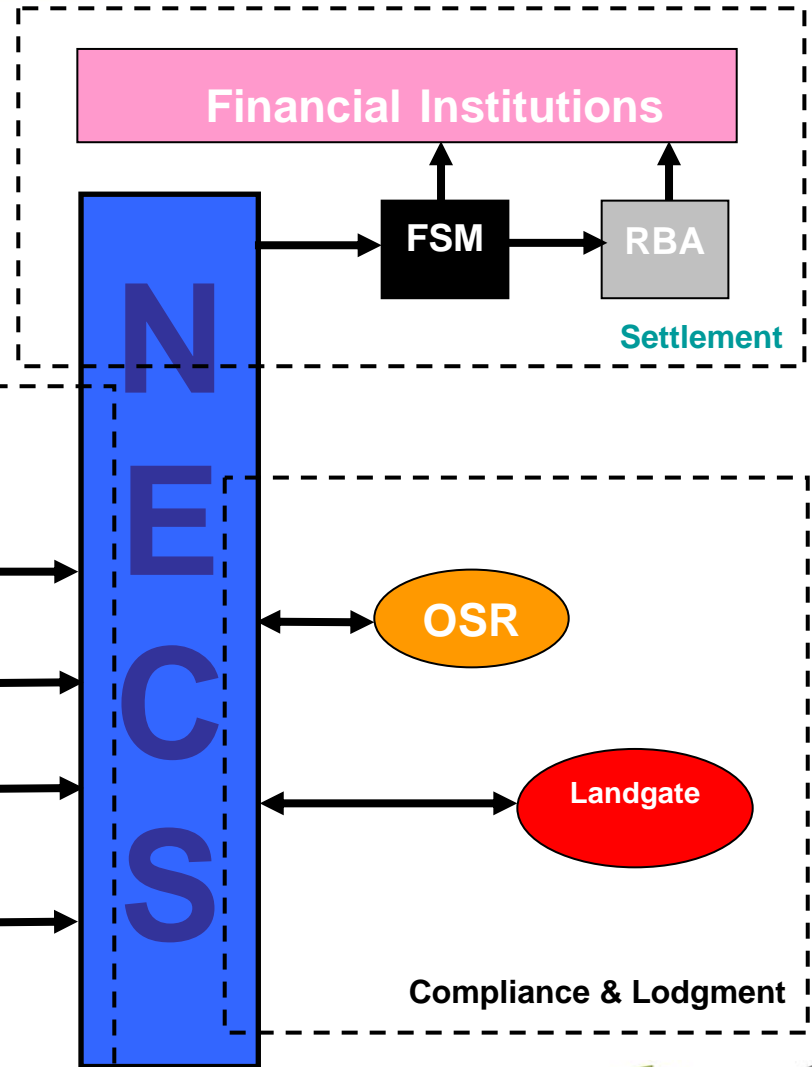 Financial Institutions
FSM
RBA
Settlement
N
E
C
S
OSR
Landgate
Compliance & Lodgment